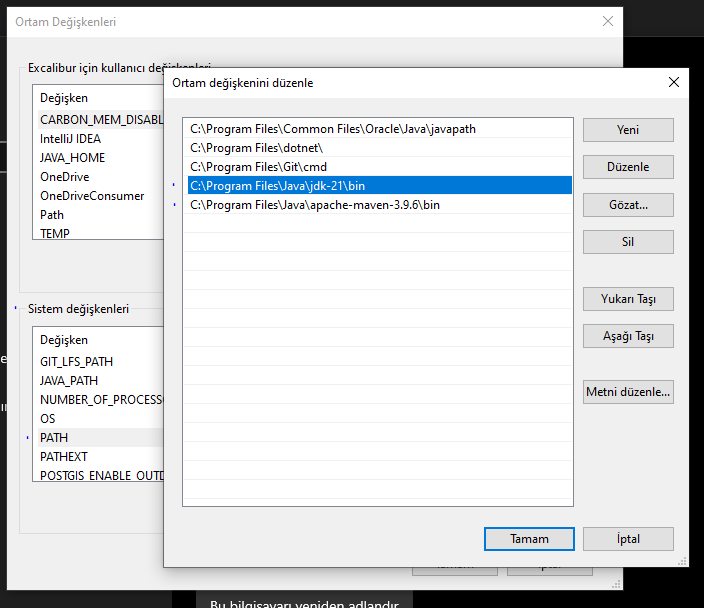 Ortam Değişkenleri
Excalibur için kullanıcı değişkenleri
Değişken
CARBON_MEM_DISABL
IntelliJ IDEA
JAVA_HOME
OneDrive
OneDriveConsumer
Path
TEMP
Sistem değişkenleri
Değişken
GIT_LFS_PATH
JAVA_PATH
NUMBER_OF_PROCESS
OS
PATH
PATHEXT
POSTGIS_ENABLE_OUTD
Ortam değişkenini düzenle
C:\Program Files\Common Files\Oracle\Java\javapath
C:\Program Files\dotnet\
C:\Program Files\Git\cmd
C:\Program Files\Java\jdk-21\bin
C:\Program Files\Java\apache-maven-3.9.6\bin
Yeni
Düzenle
Gözat...
Sil
Yukarı Taşı
Aşağı Taşı
Metni düzenle...
Tamam
İptal
Bu bilgisayarı yeniden adlandır